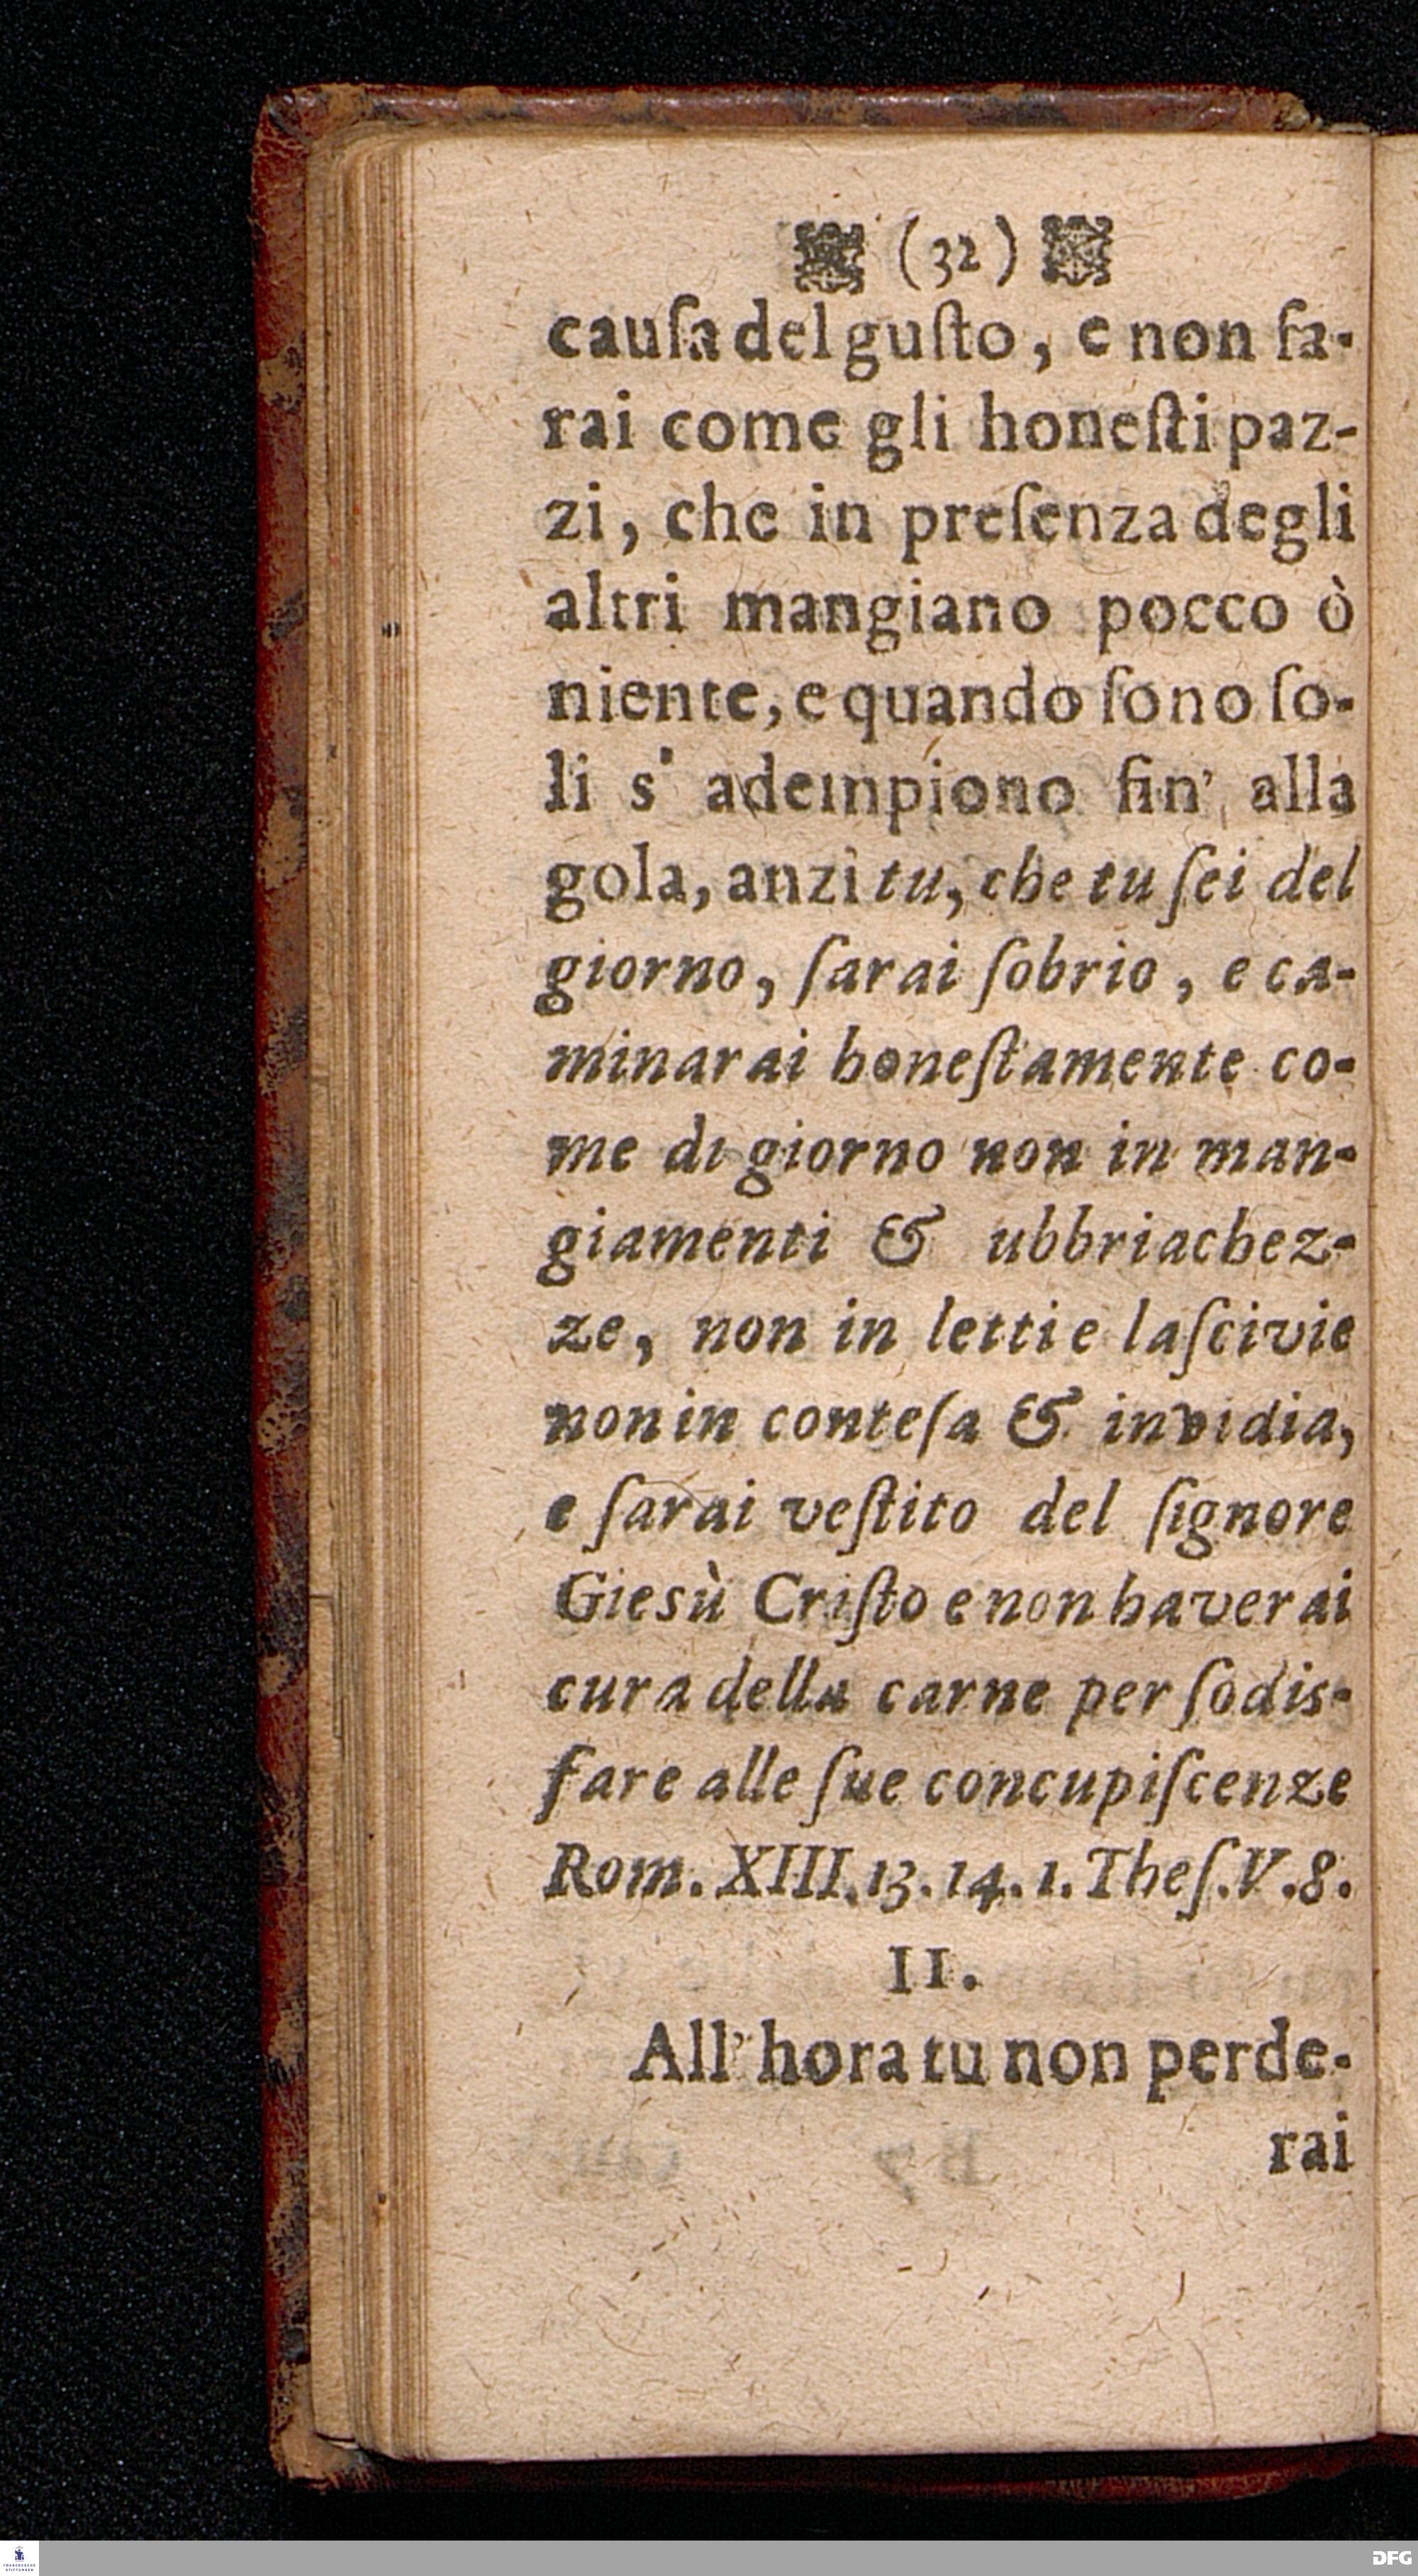 (32)
cauſa del guſto, e non fa-
rai come gli honeſti paz-
zi, che in preſenza degli
altri mangiano pocco ò
niente, e quando ſono ſo-
li s' adempiono fin' alla
gola, anzi tu, che tu ſei del
giorno, ſarai ſobrio, e ca-
minarai honeſtamente co-
me di giorno non in man-
giamenti & ubbriachez-
ze, non in letti e laſcivie
non in conteſa & invidia,
e ſarai veſtito del ſignore
Giesù Criſto e non haverai
cura della carne per ſodis-
fare alle ſue concupiſcenze
Rom. XIII. 13. 14. 1. Theſ. V. 8.
II.
All' hora tu non perde-
rai
FRANCKESCHE STIFTUNGEN
DFG